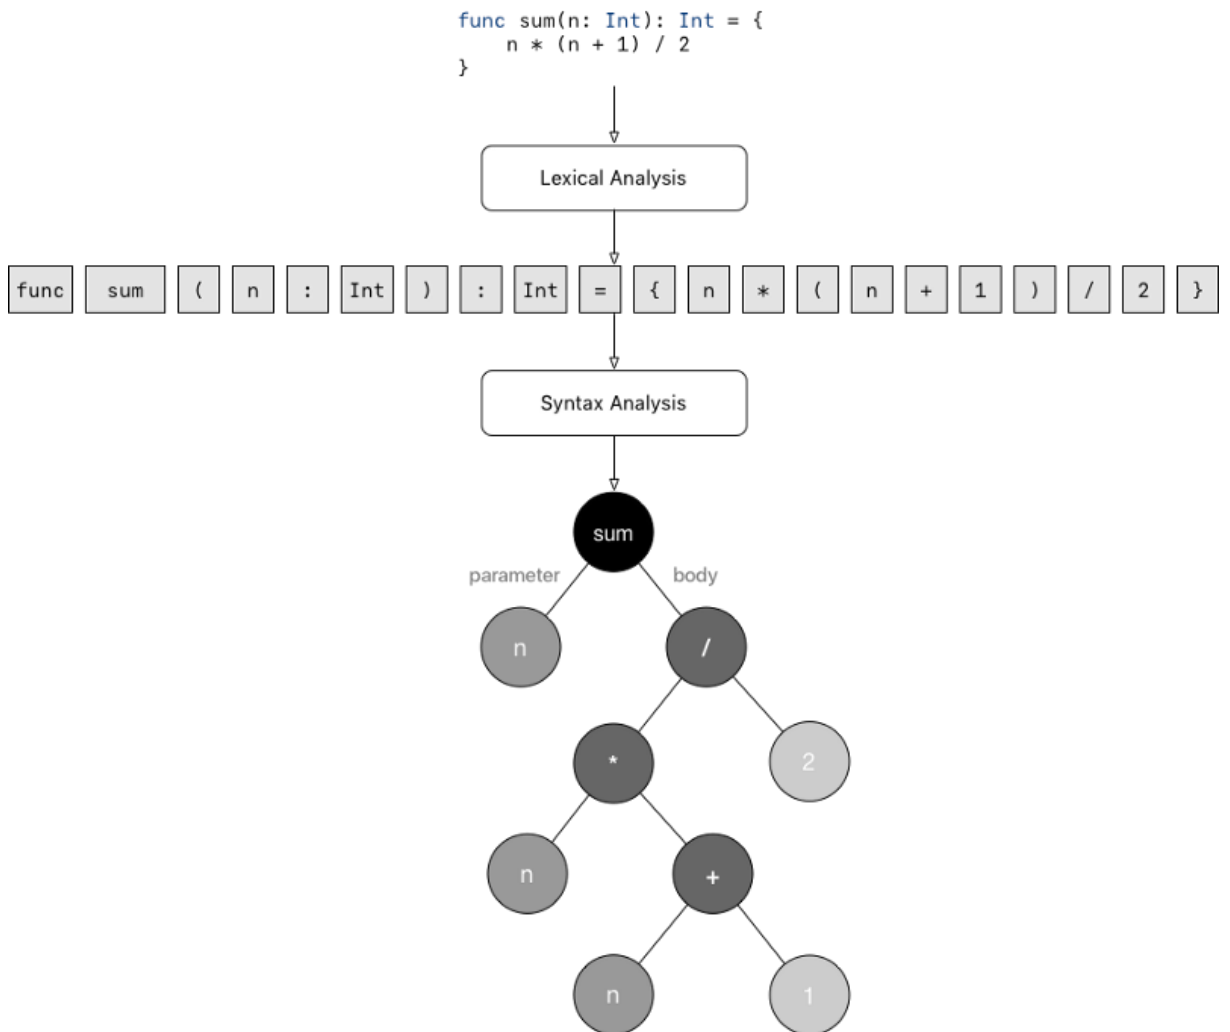 func sum(n: Int): Int = {
    n * (n + 1) / 2
}
Lexical Analysis
func sum ( n : Int ) : Int = { n * ( n + 1 ) / 2 }
Syntax Analysis
sum
parameter body
n /
* 2
n +
n 1